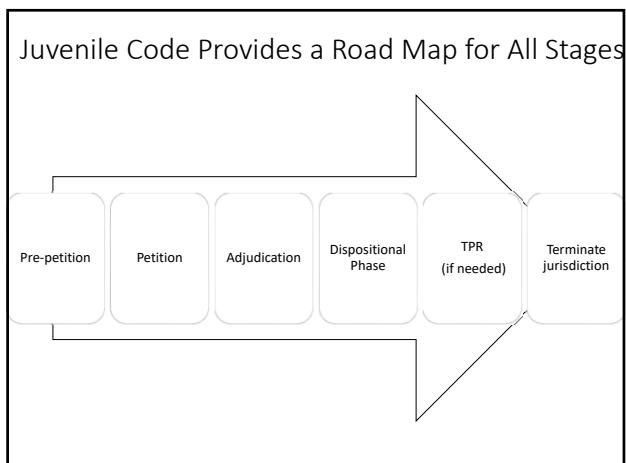 Juvenile Code Provides a Road Map for All Stages
Pre-petition
Petition
Adjudication
Dispositional
Phase
TPR
(if needed)
Terminate
jurisdiction